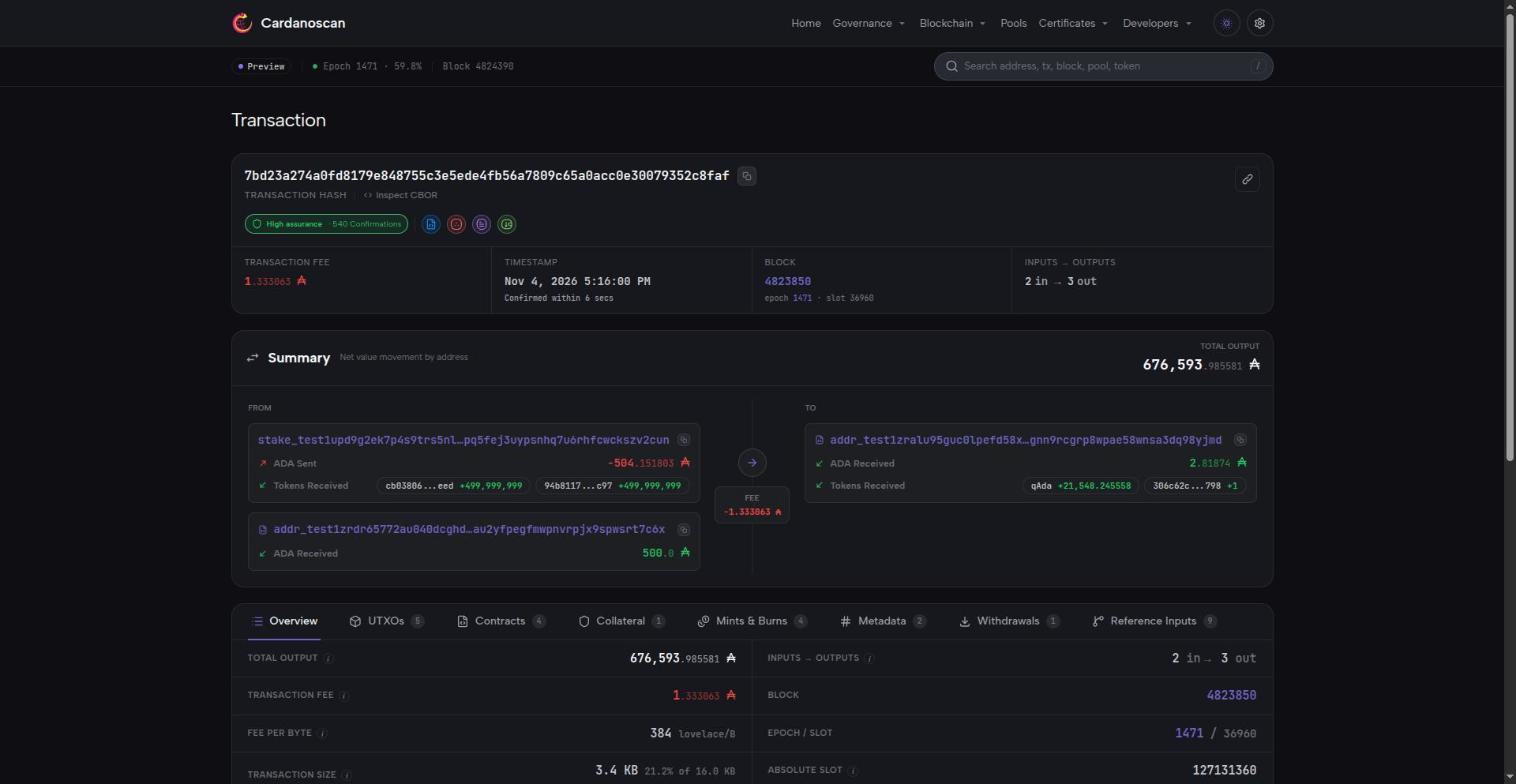 Cardanoscan
Home Governance Blockchain Pools Certificates Developers
Preview Epoch 1471 · 59.8% Block 4824390
Search address, tx, block, pool, token /
Transaction
7bd23a274a0fd8179e848755c3e5ede4fb56a7809c65a0acc0e30079352c8faf
TRANSACTION HASH <> Inspect CBOR
High assurance · 540 Confirmations
TRANSACTION FEE TIMESTAMP BLOCK INPUTS → OUTPUTS
1.333063 ₳ Nov 4, 2026 5:16:00 PM 4823850 2 in → 3 out
Confirmed within 6 secs epoch 1471 · slot 36960
Summary Net value movement by address
TOTAL OUTPUT
676,593.985581 ₳
FROM TO
stake_test1upd9g2ek7p4s9trs5nl…pq5fej3uypsnhq7u6rhfcwckszv2cun addr_test1zralu95guc0lpefd58x…gnn9rcgrp8wpae58wnsa3dq98yjmd
ADA Sent -504.151803 ₳ ADA Received 2.81874 ₳
Tokens Received cb03806...eed +499,999,999 94b8117...c97 +499,999,999 Tokens Received qAda +21,548.245558 306c62c...798 +1
FEE
-1.333063 ₳
addr_test1zrdr65772au040dcghd…au2yfpegfmwpnvrpjx9spwsrt7c6x
ADA Received 500.0 ₳
Overview UTXOs 5 Contracts 4 Collateral 1 Mints & Burns 4 Metadata 2 Withdrawals 1 Reference Inputs 9
TOTAL OUTPUT i 676,593.985581 ₳ INPUTS → OUTPUTS i 2 in → 3 out
TRANSACTION FEE i 1.333063 ₳ BLOCK 4823850
FEE PER BYTE i 384 lovelace/B EPOCH / SLOT 1471 / 36960
TRANSACTION SIZE i 3.4 KB 21.2% of 16.0 KB ABSOLUTE SLOT i 127131360